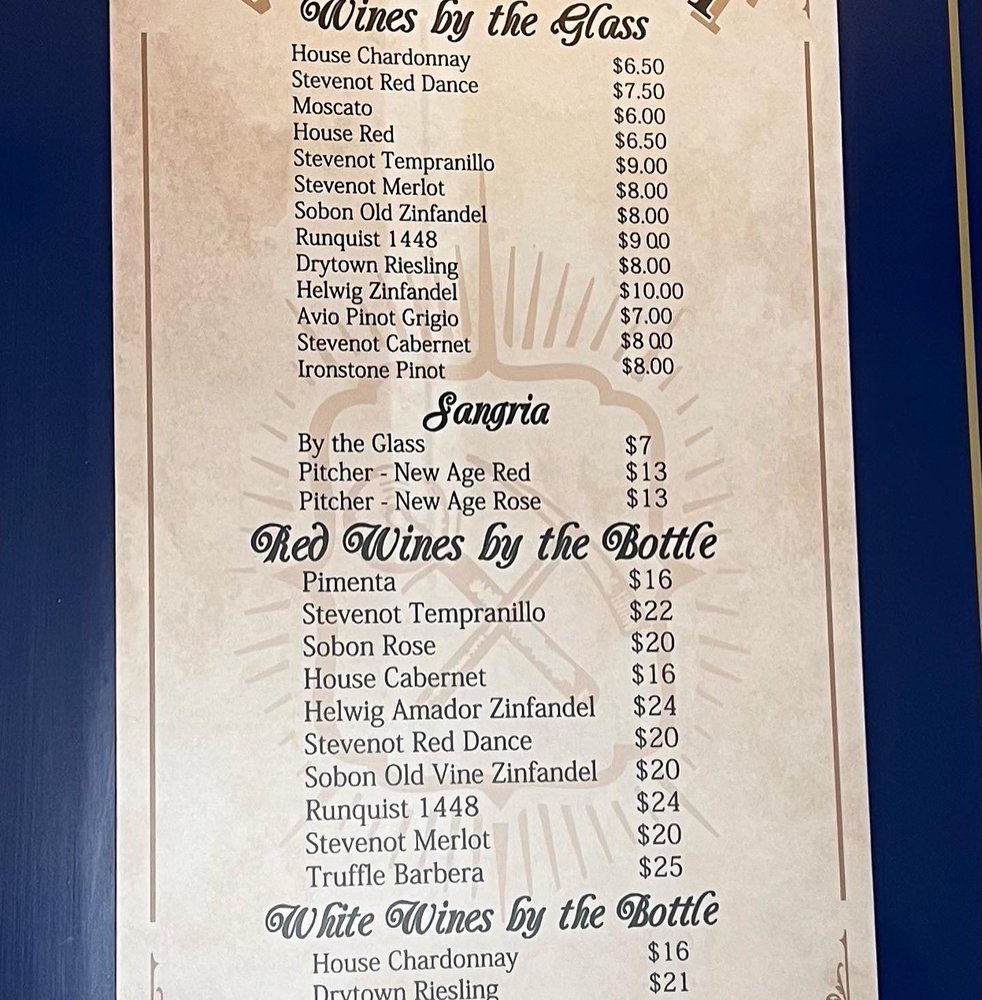 Wines by the Glass
House Chardonnay $6.50
Stevenot Red Dance $7.50
Moscato $6.00
House Red $6.50
Stevenot Tempranillo $9.00
Stevenot Merlot $8.00
Sobon Old Zinfandel $8.00
Runquist 1448 $9 00
Drytown Riesling $8.00
Helwig Zinfandel $10.00
Avio Pinot Grigio $7.00
Stevenot Cabernet $8 00
Ironstone Pinot $8.00
Sangria
By the Glass $7
Pitcher - New Age Red $13
Pitcher - New Age Rose $13
Red Wines by the Bottle
Pimenta $16
Stevenot Tempranillo $22
Sobon Rose $20
House Cabernet $16
Helwig Amador Zinfandel $24
Stevenot Red Dance $20
Sobon Old Vine Zinfandel $20
Runquist 1448 $24
Stevenot Merlot $20
Truffle Barbera $25
White Wines by the Bottle
House Chardonnay $16
Drytown Riesling $21